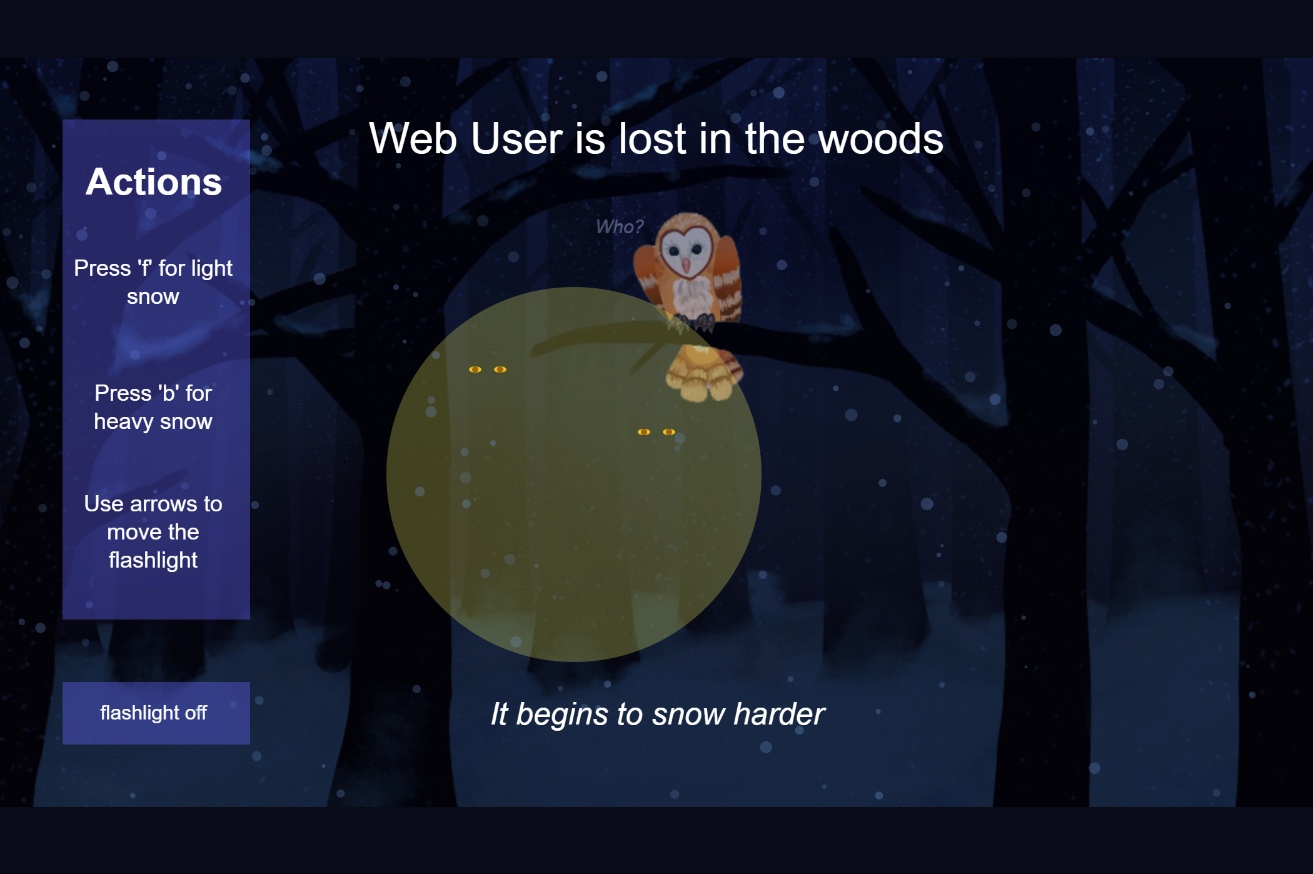 Web User is lost in the woods
Actions
Press 'f' for light
snow
Press 'b' for
heavy snow
Use arrows to
move the
flashlight
flashlight off
Who?
It begins to snow harder